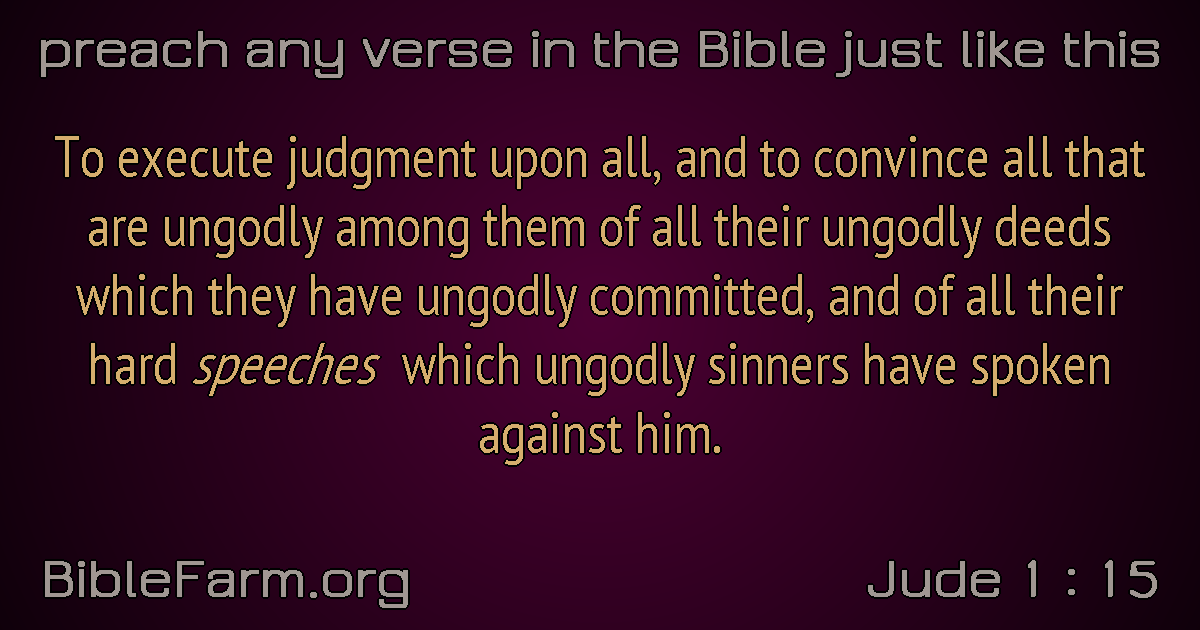 preach any verse in the Bible just like this
To execute judgment upon all, and to convince all that
are ungodly among them of all their ungodly deeds
which they have ungodly committed, and of all their
hard speeches which ungodly sinners have spoken
against him.
BibleFarm.org
Jude 1 : 15